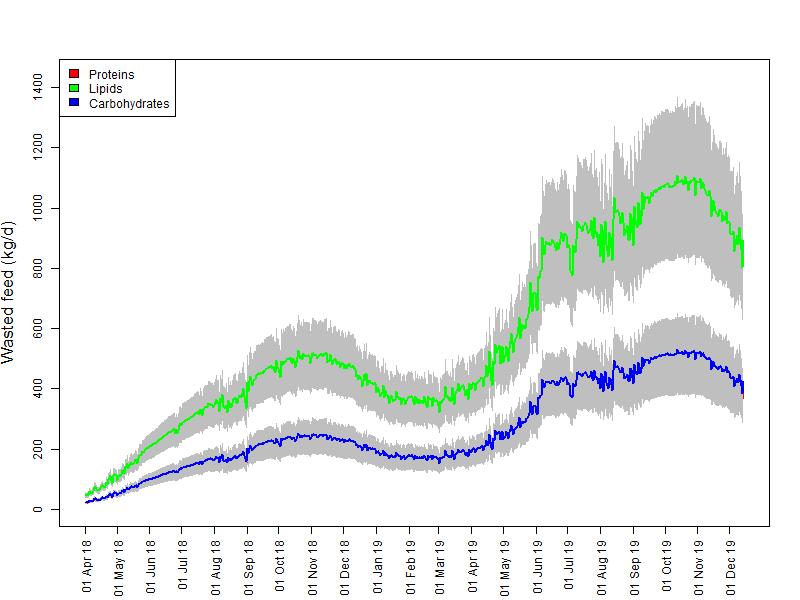 Proteins
Lipids
Carbohydrates
Wasted feed (kg/d)
1400
1200
1000
800
600
400
200
0
01 Apr 18
01 May 18
01 Jun 18
01 Jul 18
01 Aug 18
01 Sep 18
01 Oct 18
01 Nov 18
01 Dec 18
01 Jan 19
01 Feb 19
01 Mar 19
01 Apr 19
01 May 19
01 Jun 19
01 Jul 19
01 Aug 19
01 Sep 19
01 Oct 19
01 Nov 19
01 Dec 19